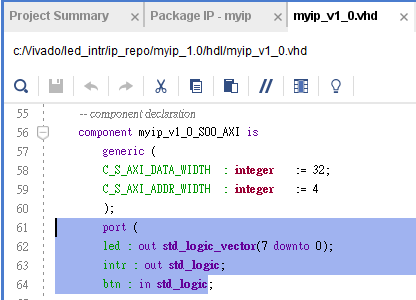 Project Summary
Package IP - myip
myip_v1_0.vhd
c:/Vivado/led_intr/ip_repo/myip_1.0/hdl/myip_v1_0.vhd
55 -- component declaration
56 component myip_v1_0_S00_AXI is
57 generic (
58 C_S_AXI_DATA_WIDTH : integer := 32;
59 C_S_AXI_ADDR_WIDTH : integer := 4
60 );
61 port (
62 led : out std_logic_vector(7 downto 0);
63 intr : out std_logic;
64 btn : in std_logic;